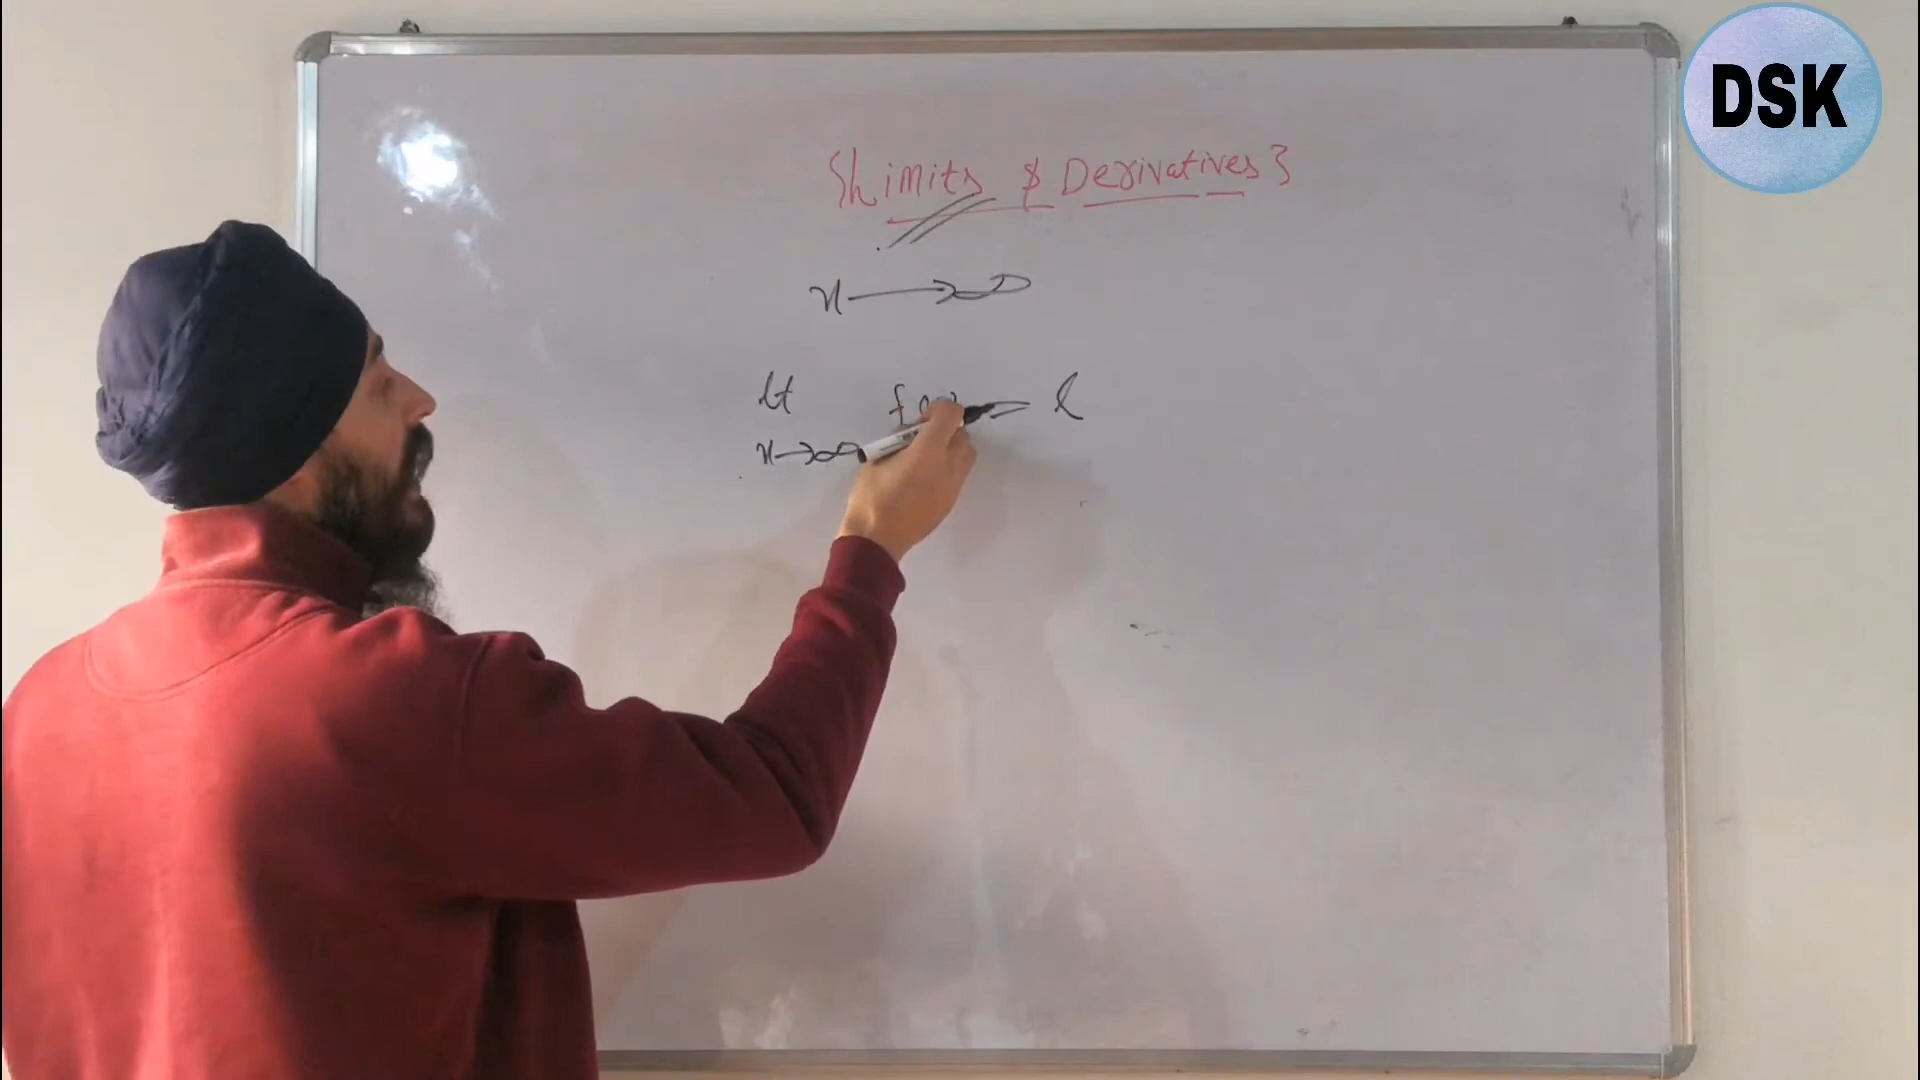 {Limits & Derivatives}
x → ∞
lt f(x) = l
x→∞
DSK